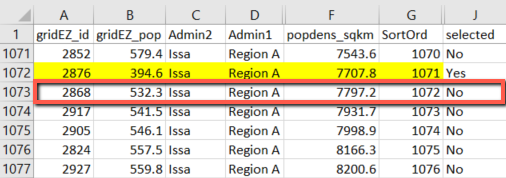 A B C D F G J
1 gridEZ_id gridEZ_pop Admin2 Admin1 popdens_sqkm SortOrd selected
1071 2852 579.4 Issa Region A 7543.6 1070 No
1072 2876 394.6 Issa Region A 7707.8 1071 Yes
1073 2868 532.3 Issa Region A 7797.2 1072 No
1074 2917 541.5 Issa Region A 7931.7 1073 No
1075 2905 546.1 Issa Region A 7998.9 1074 No
1076 2824 557.5 Issa Region A 8166.3 1075 No
1077 2927 559.8 Issa Region A 8200.6 1076 No